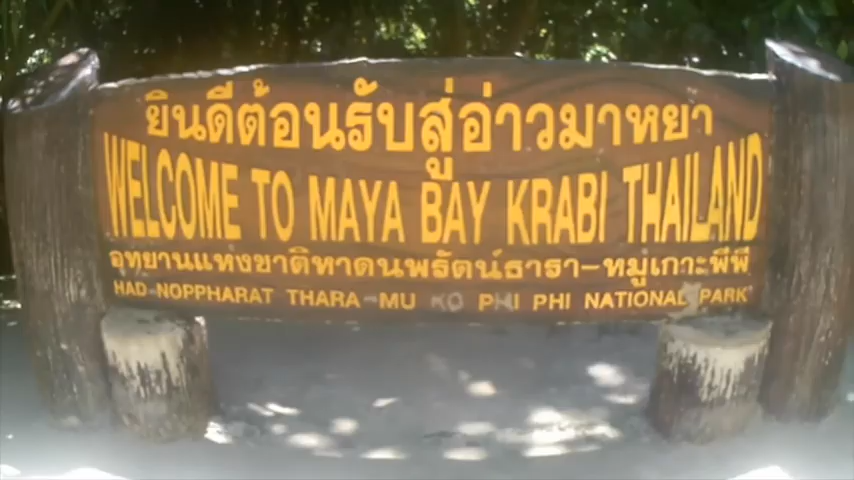 ยินดีต้อนรับสู่อ่าวมาหยา
WELCOME TO MAYA BAY KRABI THAILAND
อุทยานแห่งชาติหาดนพรัตน์ธารา-หมู่เกาะพีพี
HAD-NOPPHARAT THARA-MU KO PHI PHI NATIONAL PARK